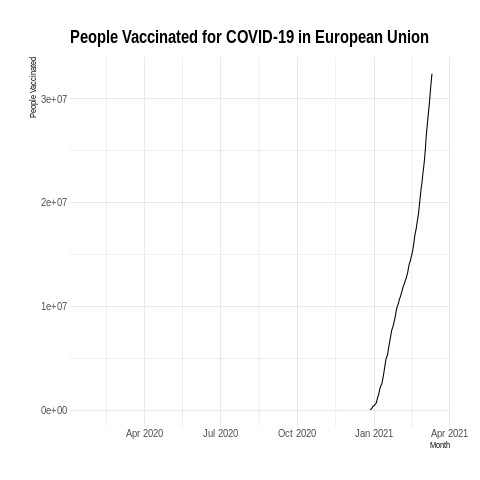 People Vaccinated for COVID-19 in European Union
People Vaccinated
3e+07
2e+07
1e+07
0e+00
Apr 2020 Jul 2020 Oct 2020 Jan 2021 Apr 2021
Month